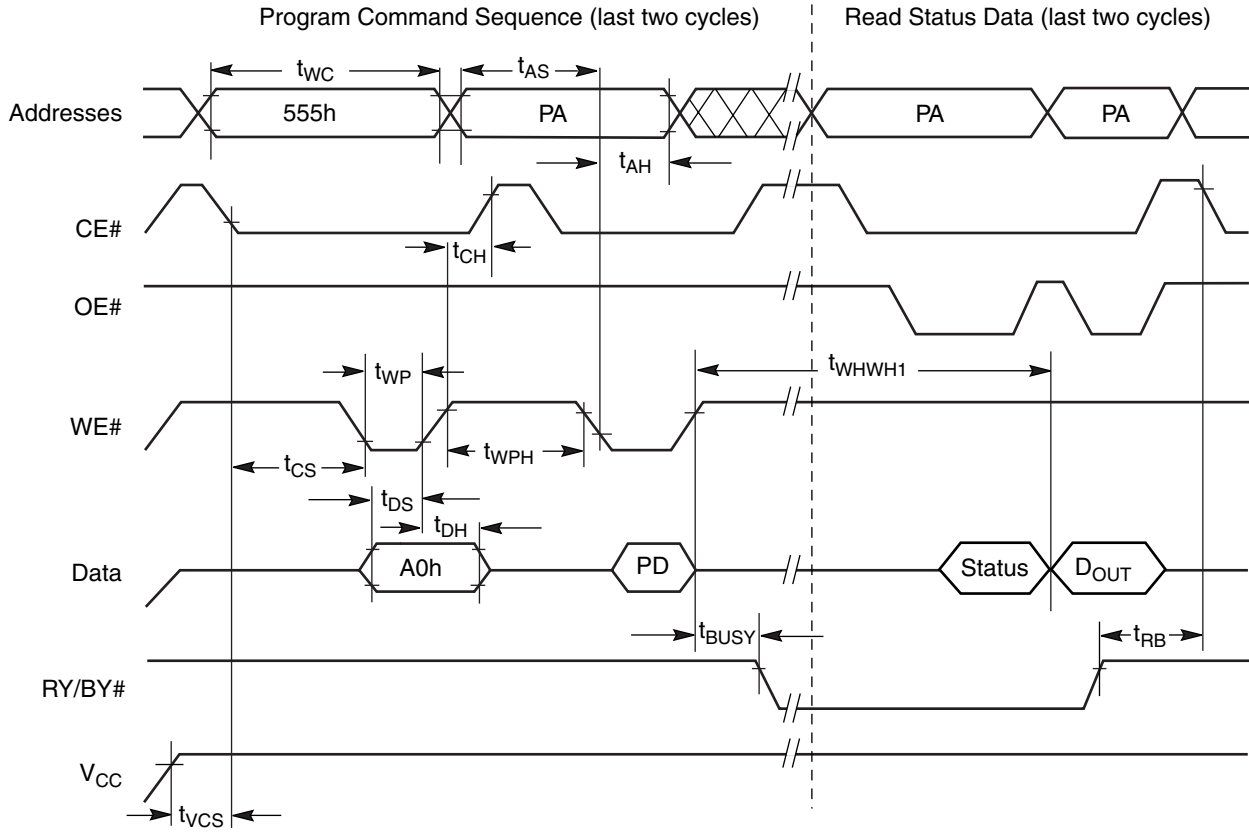 Program Command Sequence (last two cycles)
Read Status Data (last two cycles)
tWC
tAS
Addresses
555h
PA
PA
PA
tAH
CE#
tCH
OE#
tWHWH1
tWP
WE#
tCS
tWPH
tDS
tDH
Data
A0h
PD
Status
DOUT
tBUSY
tRB
RY/BY#
VCC
tVCS